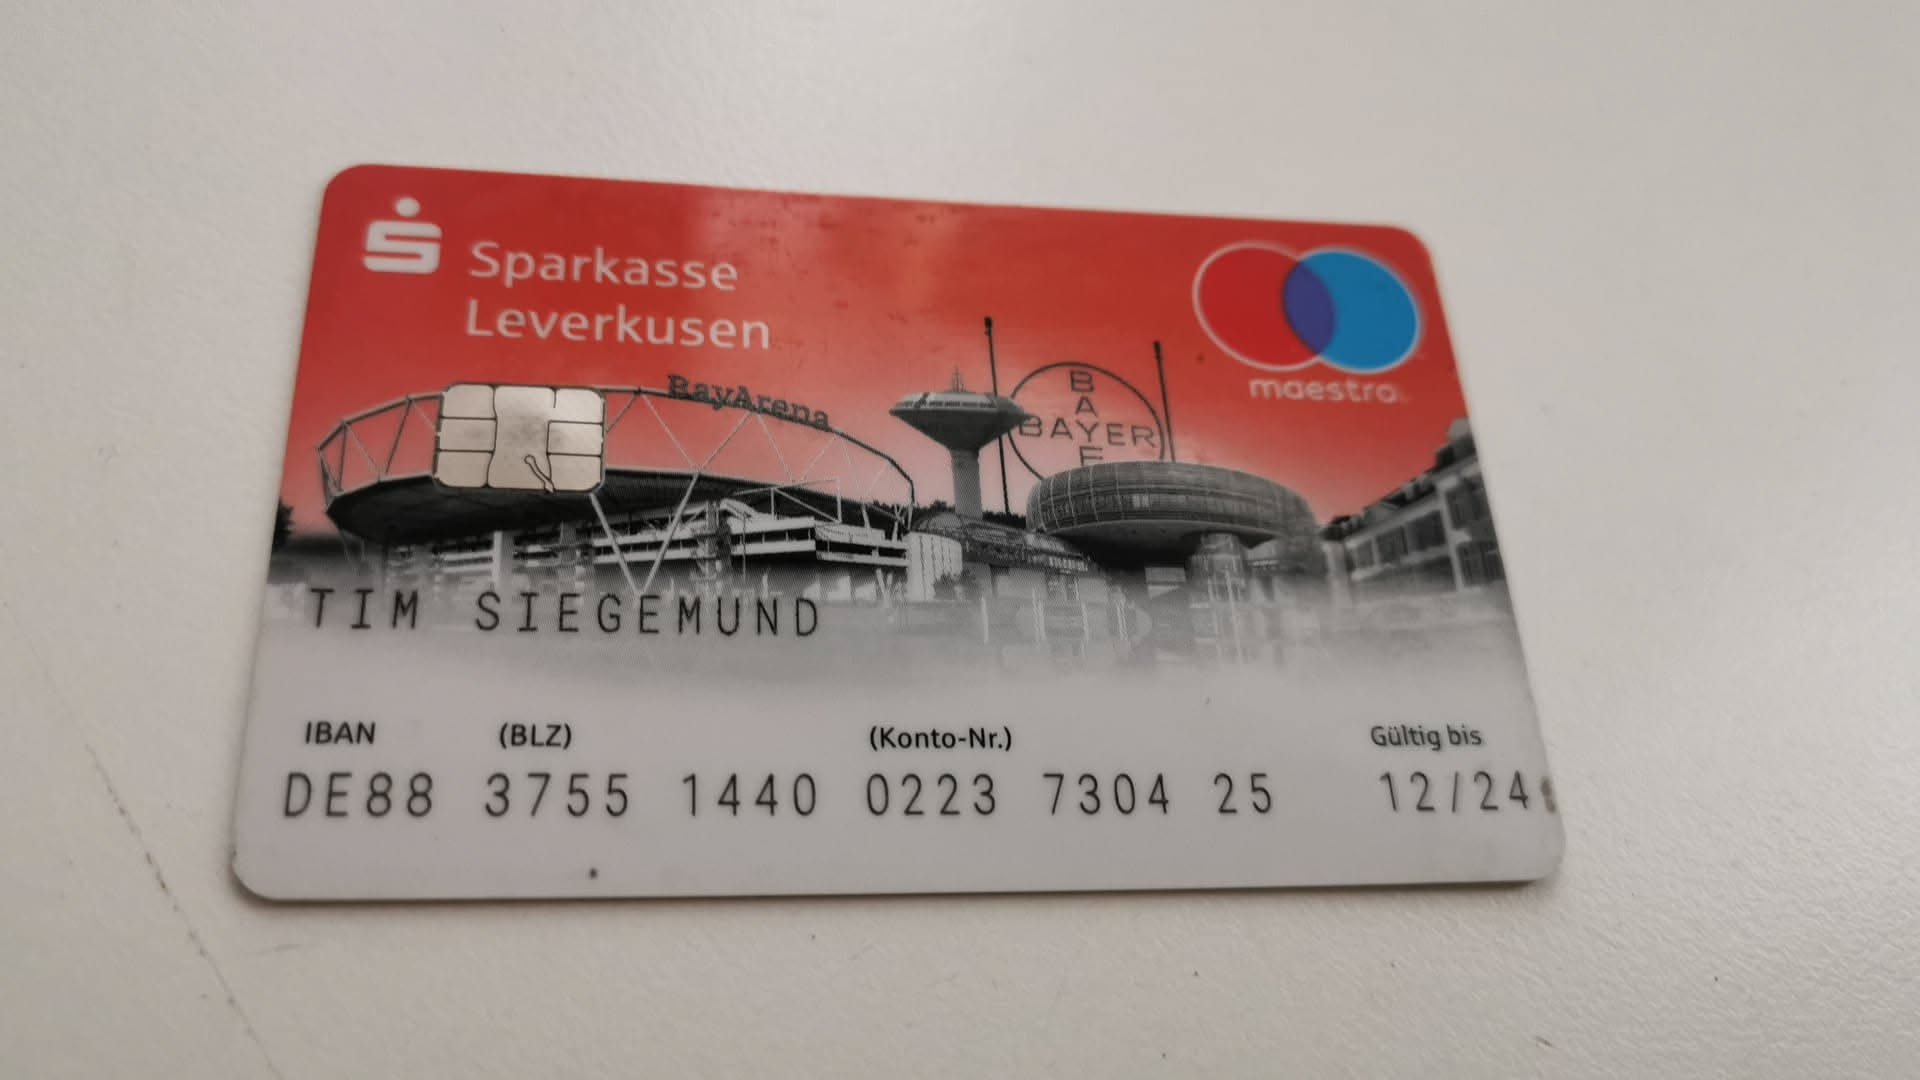 Sparkasse
Leverkusen
maestro
BayArena
BAYER
BAYE
TIM SIEGEMUND
IBAN (BLZ) (Konto-Nr.) Gültig bis
DE88 3755 1440 0223 7304 25 12/24